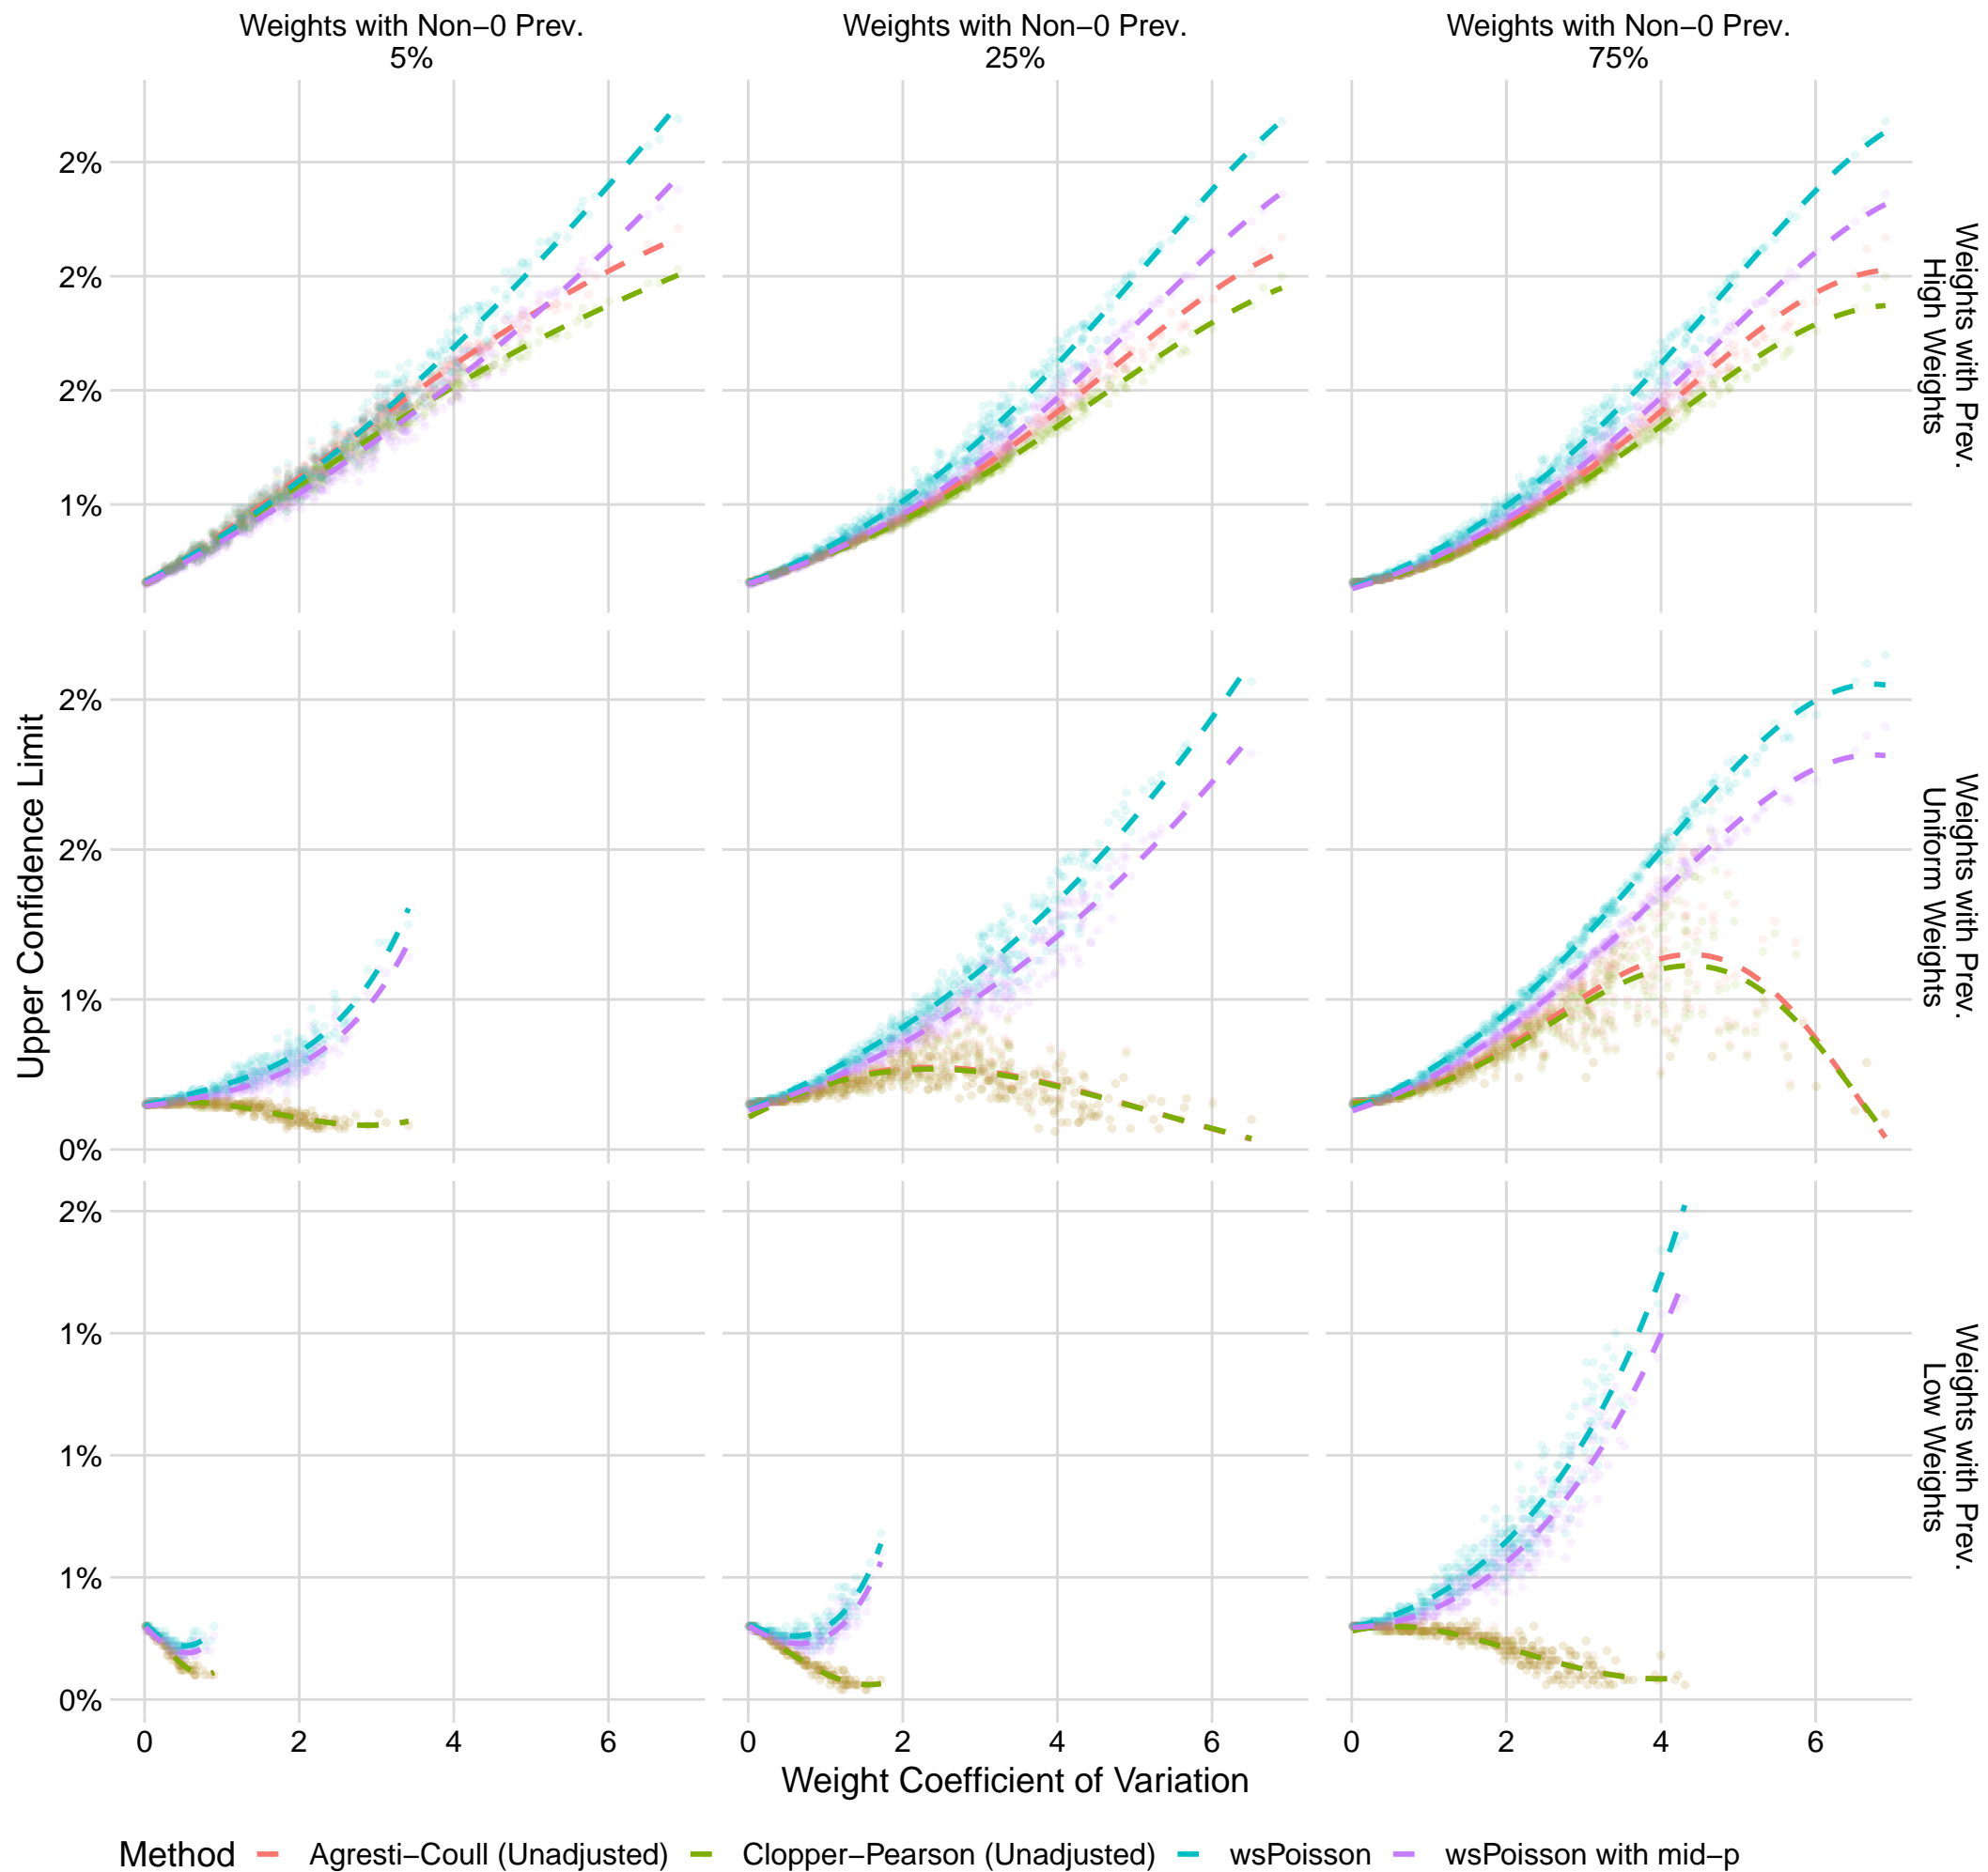 Weights with Non−0 Prev.
5%
Weights with Non−0 Prev.
25%
Weights with Non−0 Prev.
75%
2%
2%
2%
1%
Weights with Prev.
High Weights
Upper Confidence Limit
2%
2%
1%
0%
Weights with Prev.
Uniform Weights
2%
1%
1%
1%
0%
Weights with Prev.
Low Weights
0 2 4 6
0 2 4 6
0 2 4 6
Weight Coefficient of Variation
Method Agresti−Coull (Unadjusted) Clopper−Pearson (Unadjusted) wsPoisson wsPoisson with mid−p